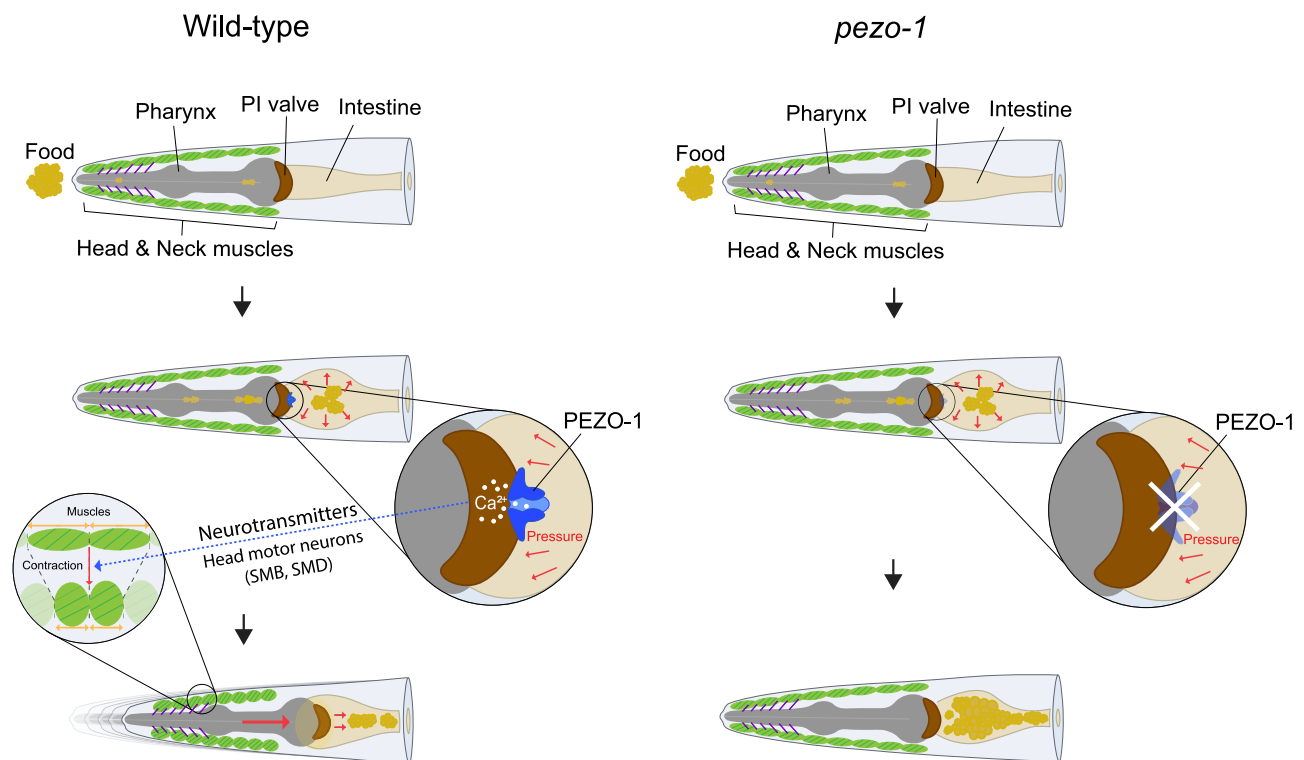 Wild-type
Pharynx
PI valve
Intestine
Food
Head & Neck muscles
PEZO-1
Ca²⁺
Pressure
Neurotransmitters
Head motor neurons
(SMB, SMD)
Muscles
Contraction
pezo-1
Pharynx
PI valve
Intestine
Food
Head & Neck muscles
PEZO-1
Pressure